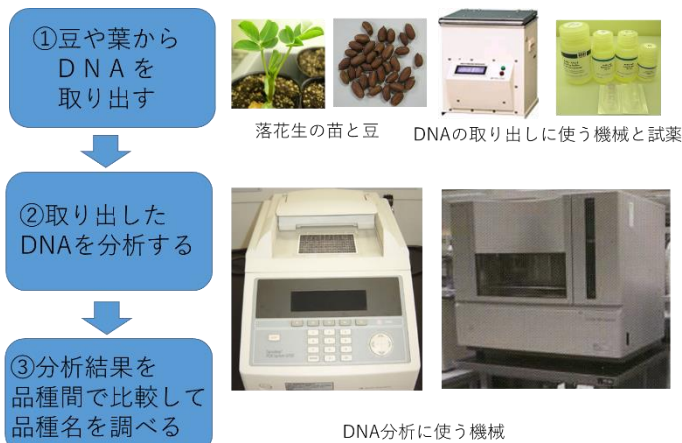 ①豆や葉から
ＤＮＡを
取り出す
落花生の苗と豆
DNAの取り出しに使う機械と試薬
②取り出した
DNAを分析する
③分析結果を
品種間で比較して
品種名を調べる
DNA分析に使う機械